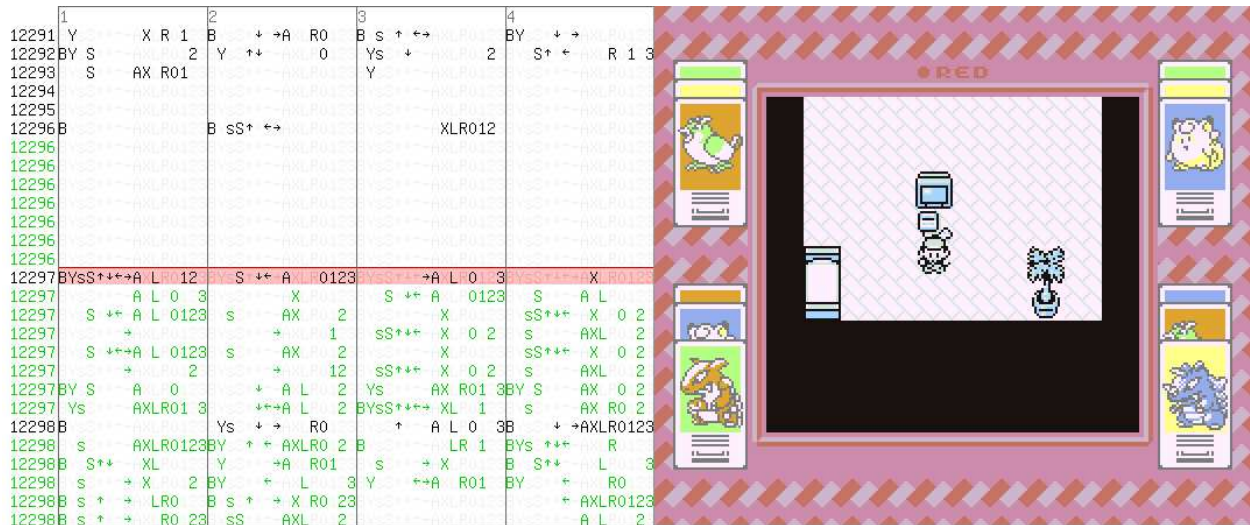 1 2 3 4
12291 Y X R 1 B s ↓ →A R0 B s ↑ ←→ BY ↓ →
12292 BY S 2 Y ↑↓ 0 Ys ↓ 2 S↑ ← R 1 3
12293 S AX R01 Y
12294
12295
12296 B B sS↑ ←→ XLR012
12296
12296
12296
12296
12296
12296
12296
12297 BYsS↑↓←→A L 12 S ↓← A 0123 →A L 0 3 X
12297 A L 0 3 X S ↓← A 0123 S A L
12297 S ↓← A L 0123 s AX 2 X sS↑↓← X 0 2
12297 → → 1 sS↑↓← X 0 2 s AXL 2
12297 S ↓←→A L 0123 s AX 2 X sS↑↓← X 0 2
12297 → 2 → 12 sS↑↓← X 0 2 s AXL 2
12297 BY S A 0 ↓ A L 2 Ys AX R01 3 BY S AX 0 2
12297 Ys AXLR01 3 ↓←→A L 2 BYsS↑↓←→ XL 1 s AX R0 2
12298 B Ys ↓ → R0 ↑ A L 0 3 B ↓ →AXLR0123
12298 s AXLR0123 BY ↑ ← AXLR0 2 B LR 1 BYs ↑↓← R
12298 B S↑↓ XL Y →A R01 s → X B S↑↓ L 3
12298 s → X 2 BY ← L 3 Y ←→A R01 BY ← R0
12298 B s ↑ → LR0 B s ↑ → X R0 23 ← AXLR0123
12298 B s ↑ → R0 23 sS AXL 2 A L 2
RED